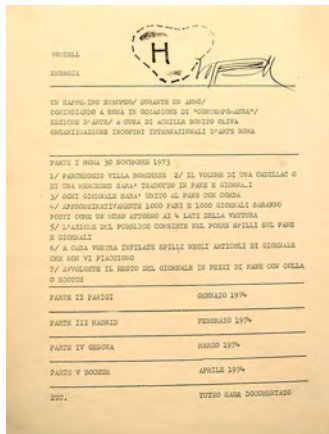 H
VOSTELL
ENERGIA
UN HAPPENING EUROPEO/ DURANTE UN ANNO/
COMINCIANDO A ROMA IN OCCASIONE DI "CONTEMPORANEA"/
SEZIONE D'ARTE/ A CURA DI ACHILLE BONITO OLIVA
ORGANIZZAZIONE INCONTRI INTERNAZIONALI D'ARTE ROMA
PARTE I ROMA 30 NOVEMBRE 1973
1/ PARCHEGGIO VILLA BORGHESE 2/ IL VOLUME DI UNA CADILLAC O
DI UNA MERCEDES SARA' TRADOTTO IN PANE E GIORNALI
3/ OGNI GIORNALE SARA' UNITO AL PANE CON CORDA
4/ APPROSSIMATIVAMENTE 1000 PANI E 1000 GIORNALI SARANNO
POSTI COME UN MURO ATTORNO AI 4 LATI DELLA VETTURA
5/ L'AZIONE DEL PUBBLICO CONSISTE NEL PORRE SPILLI SUL PANE
E GIORNALI
6/ A CASA VOSTRA INFILATE SPILLI NEGLI ARTICOLI DI GIORNALE
CHE NON VI PIACCIONO
7/ AVVOLGETE IL RESTO DEL GIORNALE IN PEZZI DI PANE CON COLLA
O SCOTCH
PARTE II PARIGI GENNAIO 1974
PARTE III MADRID FEBBRAIO 1974
PARTE IV GENOVA MARZO 1974
PARTE V BOCHUM APRILE 1974
ETC. TUTTO SARA DOCUMENTATO